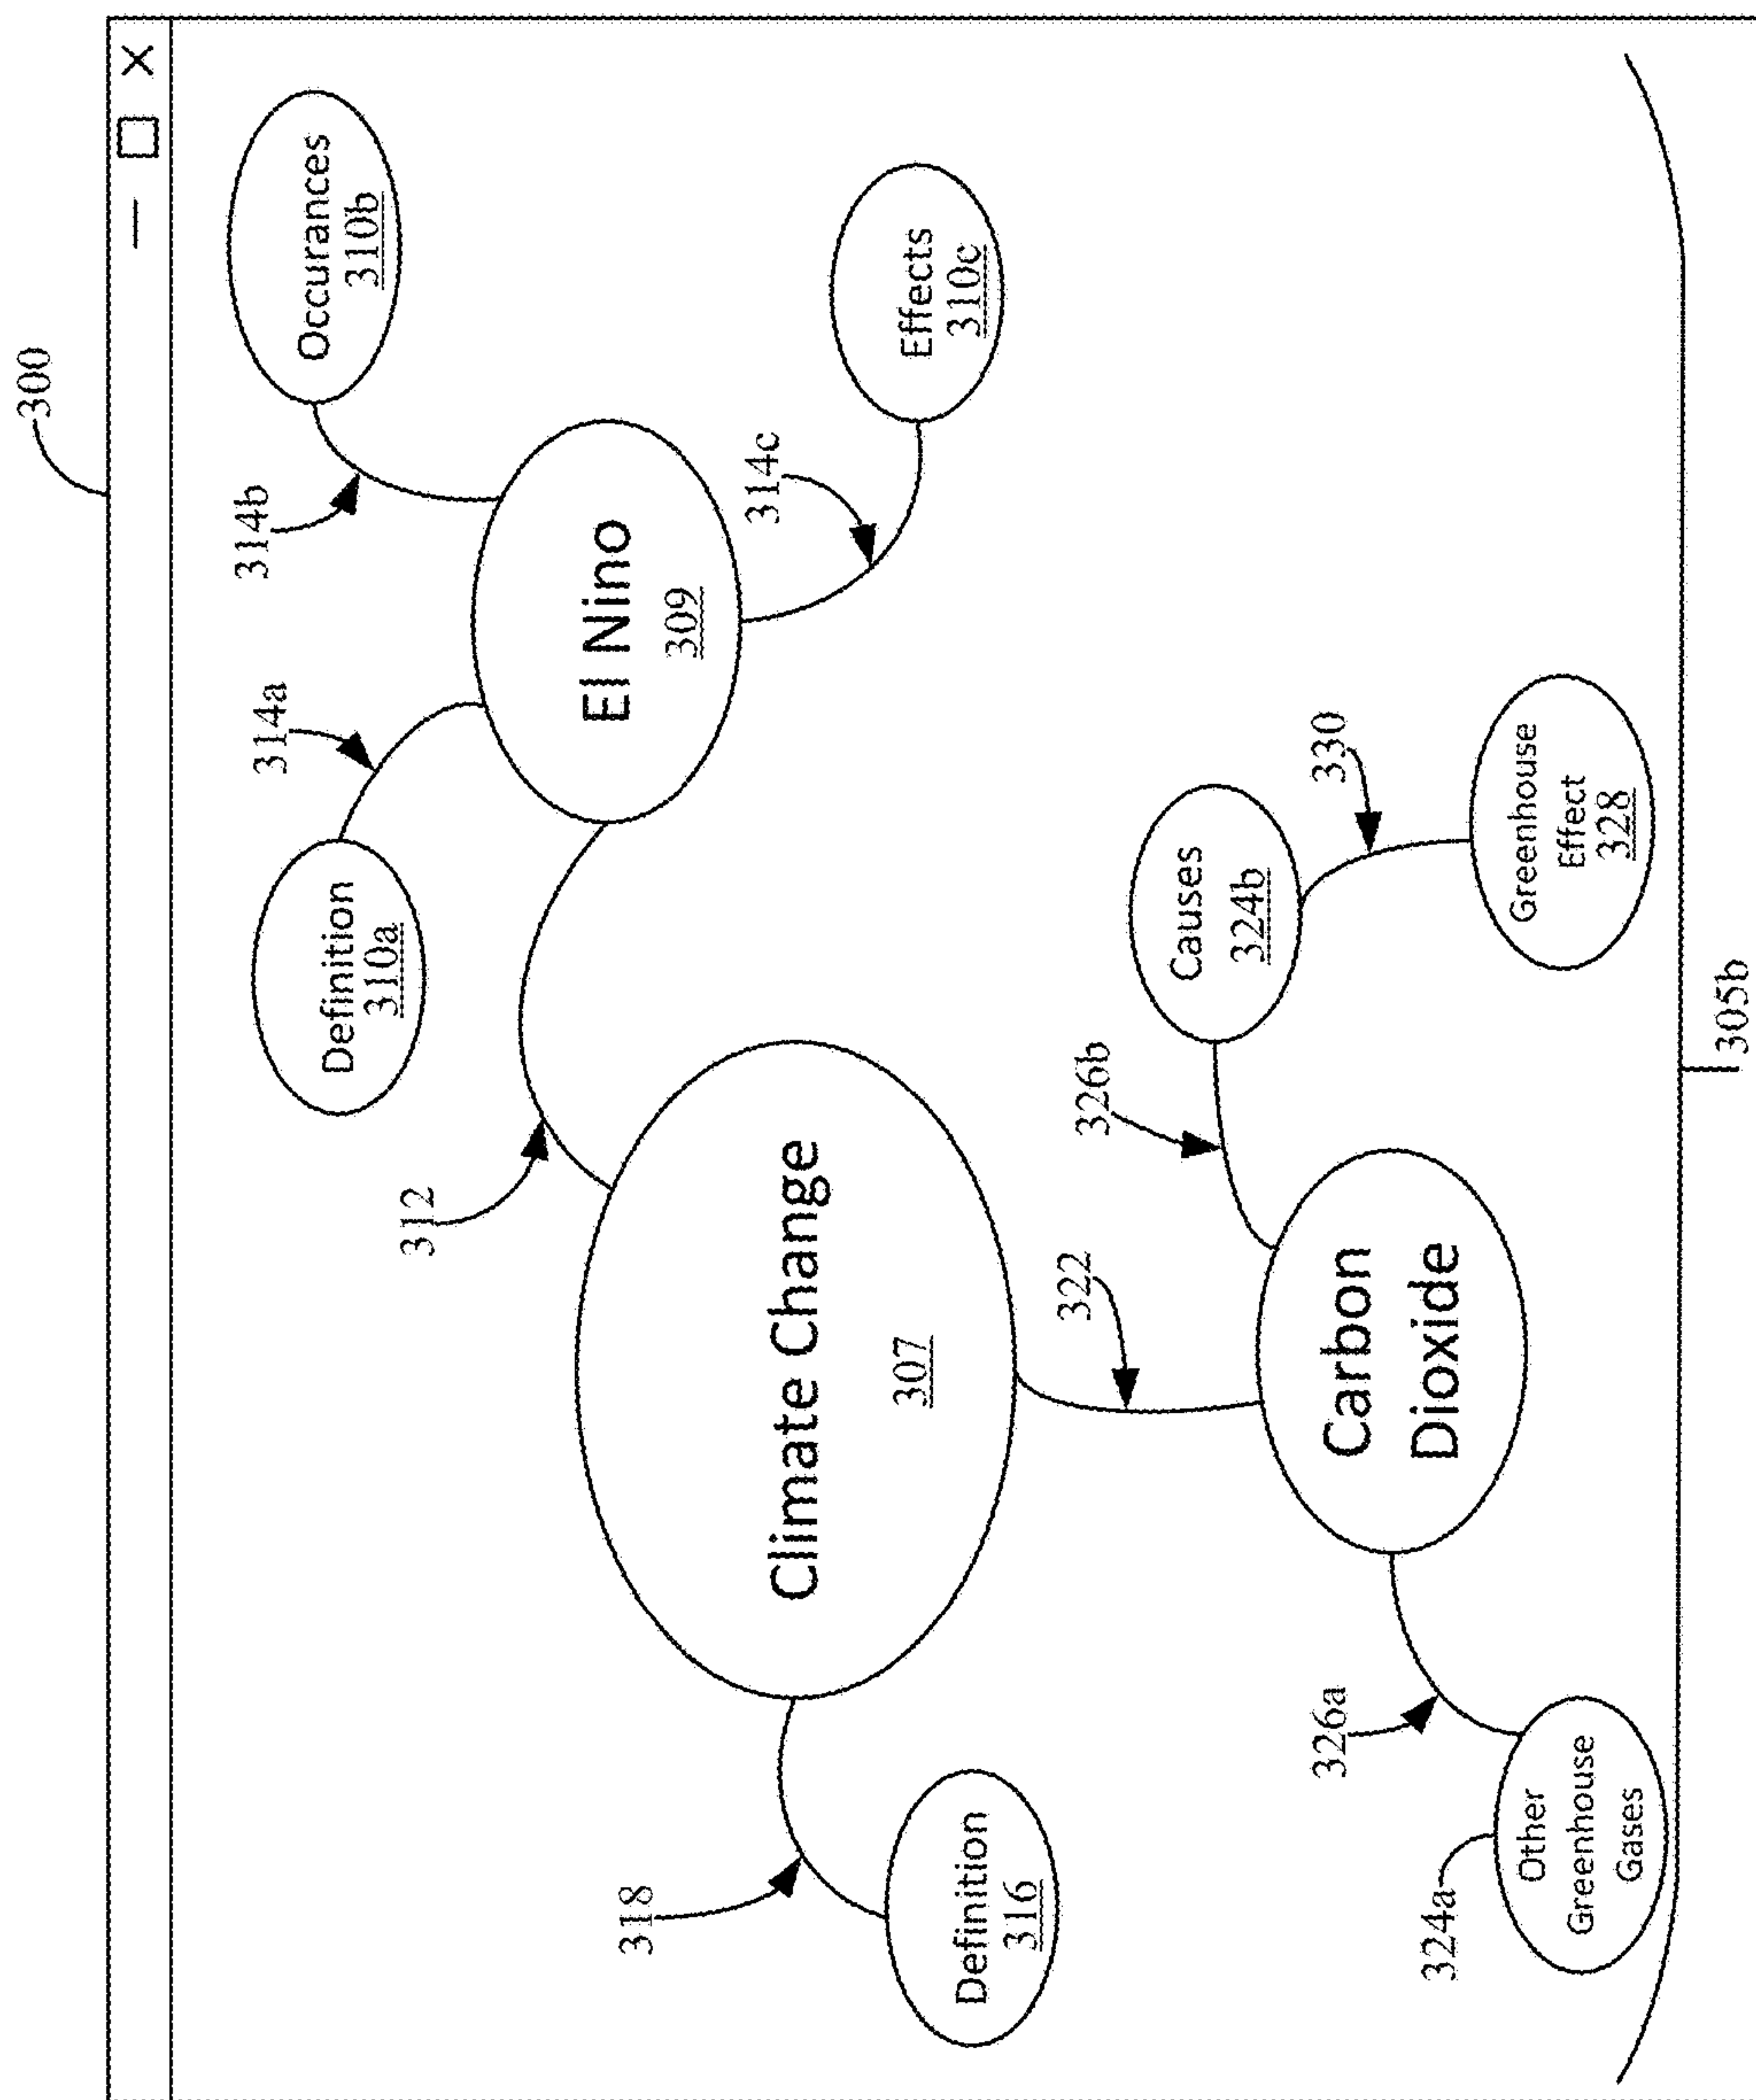 300
— □ X
Occurances
310b
314b
314a
Definition
310a
El Nino
309
314c
Effects
310c
312
Climate Change
307
318
Definition
316
322
326b
Causes
324b
330
Greenhouse
Effect
328
Carbon
Dioxide
326a
324a
Other
Greenhouse
Gases
305b